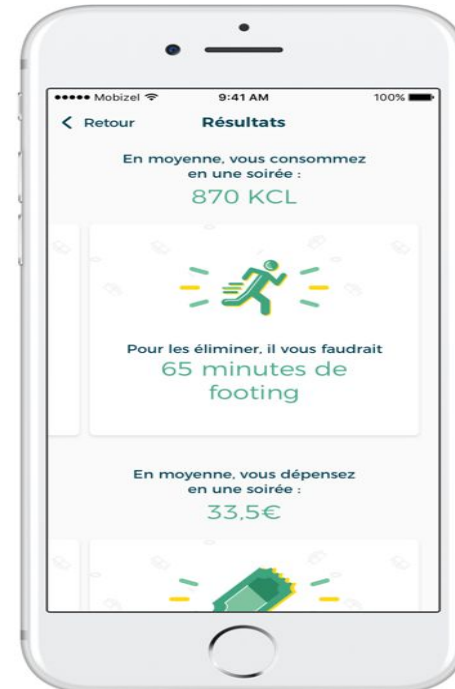 Mobizel 9:41 AM 100%
Retour Résultats
En moyenne, vous consommez
en une soirée :
870 KCL
Pour les éliminer, il vous faudrait
65 minutes de
footing
En moyenne, vous dépensez
en une soirée :
33,5€